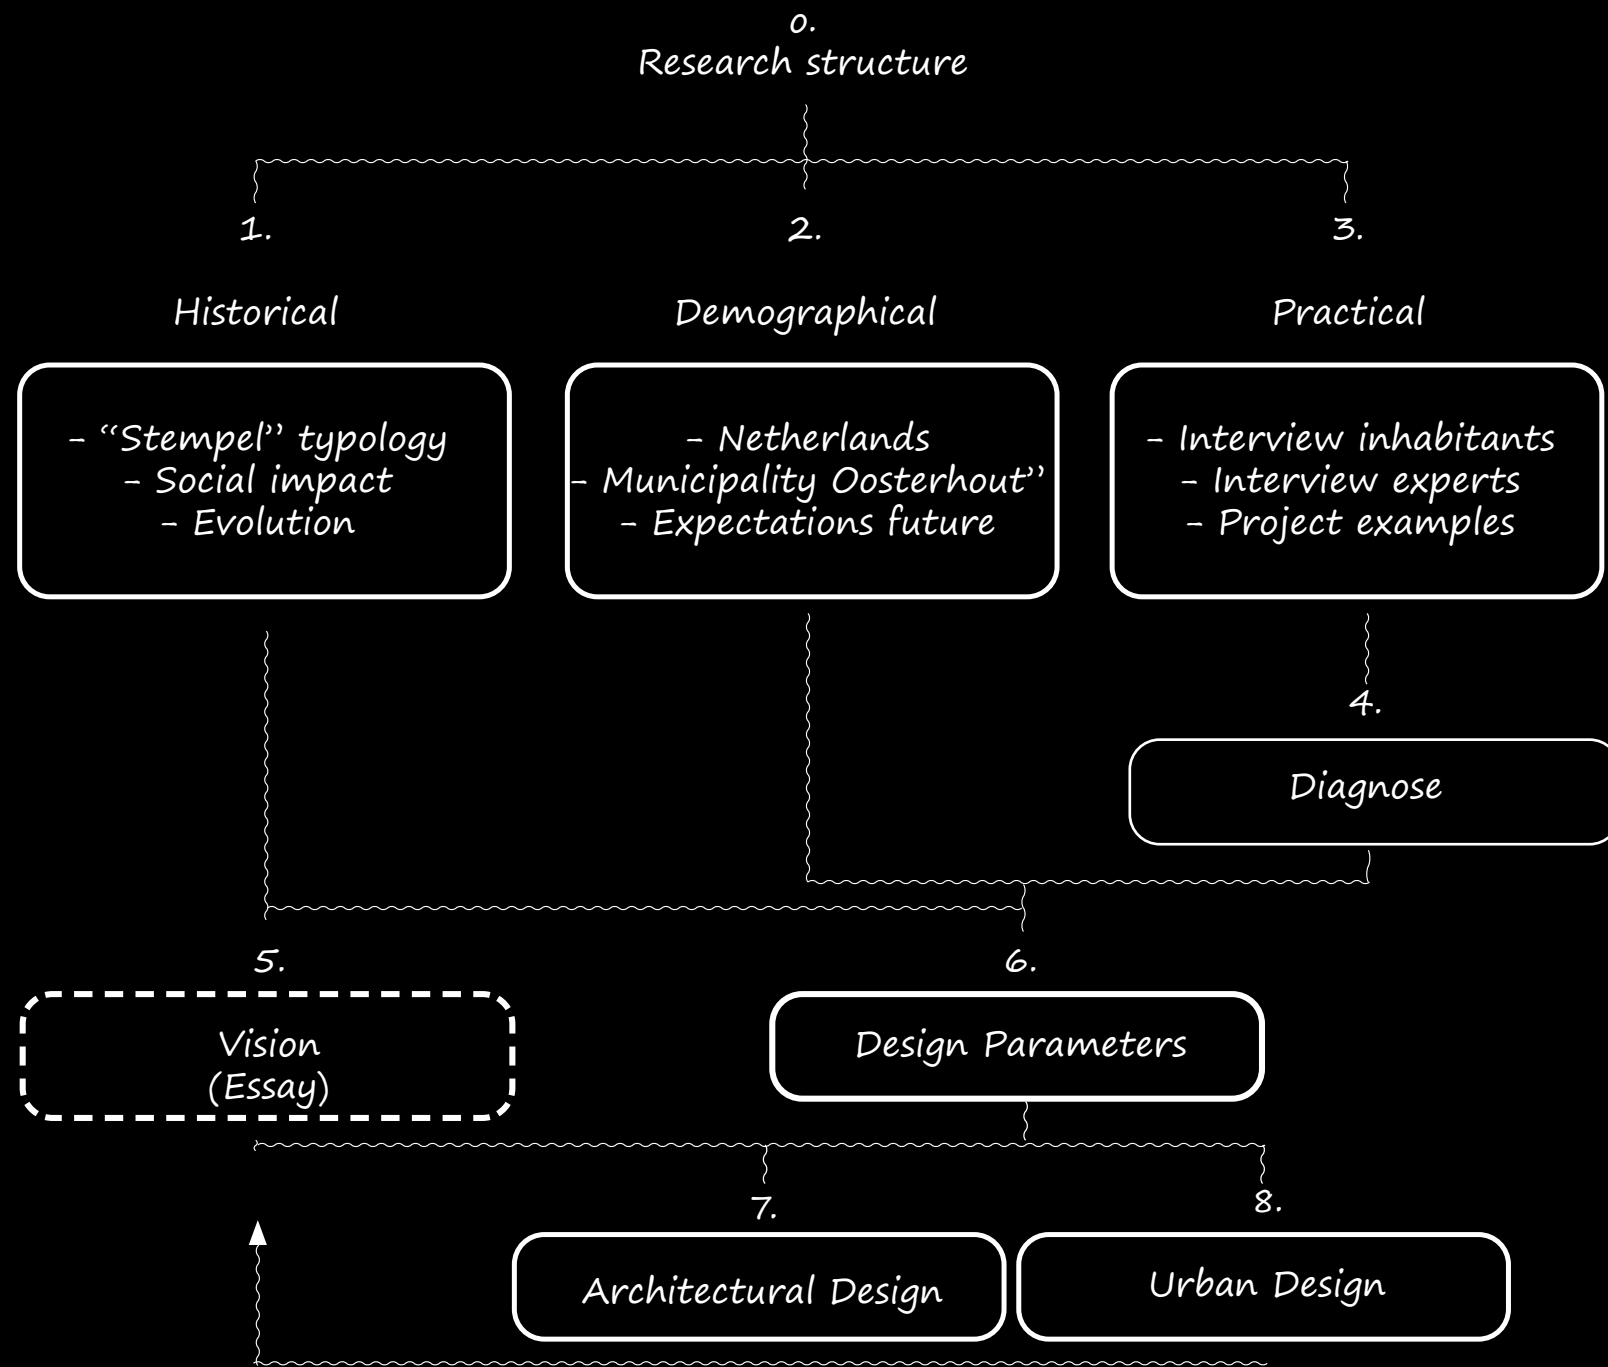 0.
Research structure
1.
2.
3.
Historical
Demographical
Practical
- “Stempel” typology
- Social impact
- Evolution
- Netherlands
- Municipality Oosterhout”
- Expectations future
- Interview inhabitants
- Interview experts
- Project examples
4.
Diagnose
5.
6.
Vision
(Essay)
Design Parameters
7.
8.
Architectural Design
Urban Design